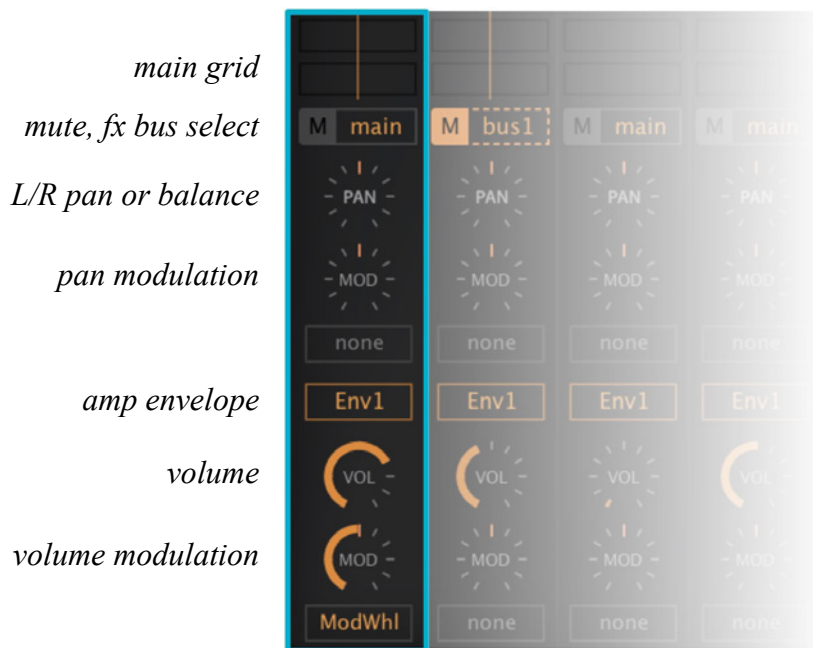 main grid
mute, fx bus select M main M bus1 M main M main
L/R pan or balance PAN PAN PAN PAN
pan modulation MOD MOD MOD MOD
none none none none
amp envelope Env1 Env1 Env1 Env1
volume VOL VOL VOL VOL
volume modulation MOD MOD MOD MOD
ModWhl none none none